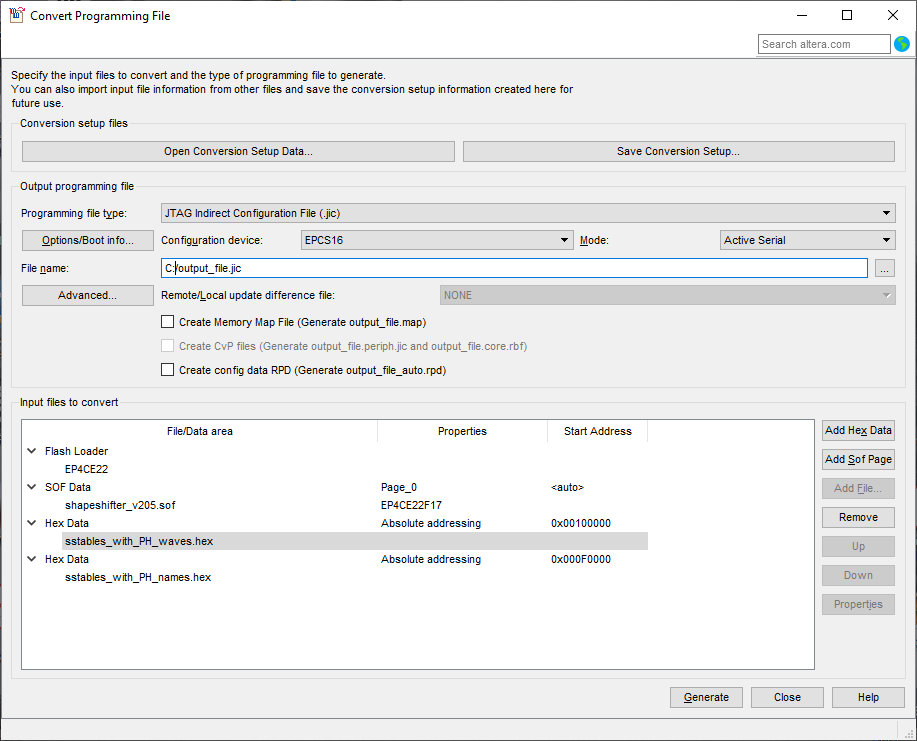 Convert Programming File
Search altera.com
Specify the input files to convert and the type of programming file to generate.
You can also import input file information from other files and save the conversion setup information created here for
future use.
Conversion setup files
Open Conversion Setup Data... Save Conversion Setup...
Output programming file
Programming file type: JTAG Indirect Configuration File (.jic)
Options/Boot info... Configuration device: EPCS16 Mode: Active Serial
File name: C:/output_file.jic ...
Advanced... Remote/Local update difference file: NONE
Create Memory Map File (Generate output_file.map)
Create CvP files (Generate output_file.periph.jic and output_file.core.rbf)
Create config data RPD (Generate output_file_auto.rpd)
Input files to convert
File/Data area Properties Start Address
Flash Loader
EP4CE22
SOF Data Page_0 <auto>
shapeshifter_v205.sof EP4CE22F17
Hex Data Absolute addressing 0x00100000
sstables_with_PH_waves.hex
Hex Data Absolute addressing 0x000F0000
sstables_with_PH_names.hex
Add Hex Data
Add Sof Page
Add File...
Remove
Up
Down
Properties
Generate Close Help